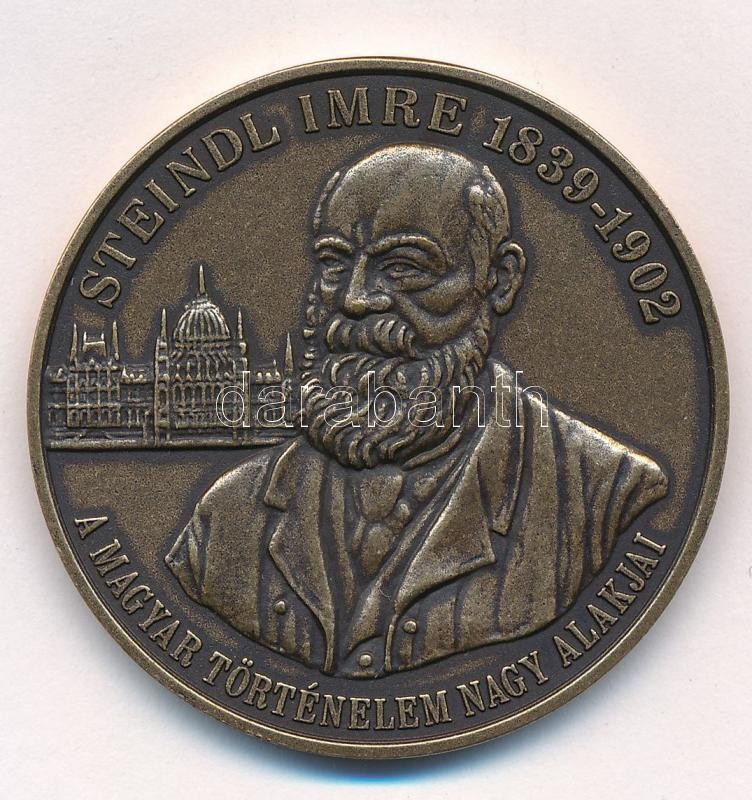 STEINDL IMRE 1839-1902
darabanth
A MAGYAR TÖRTÉNELEM NAGY ALAKJAI